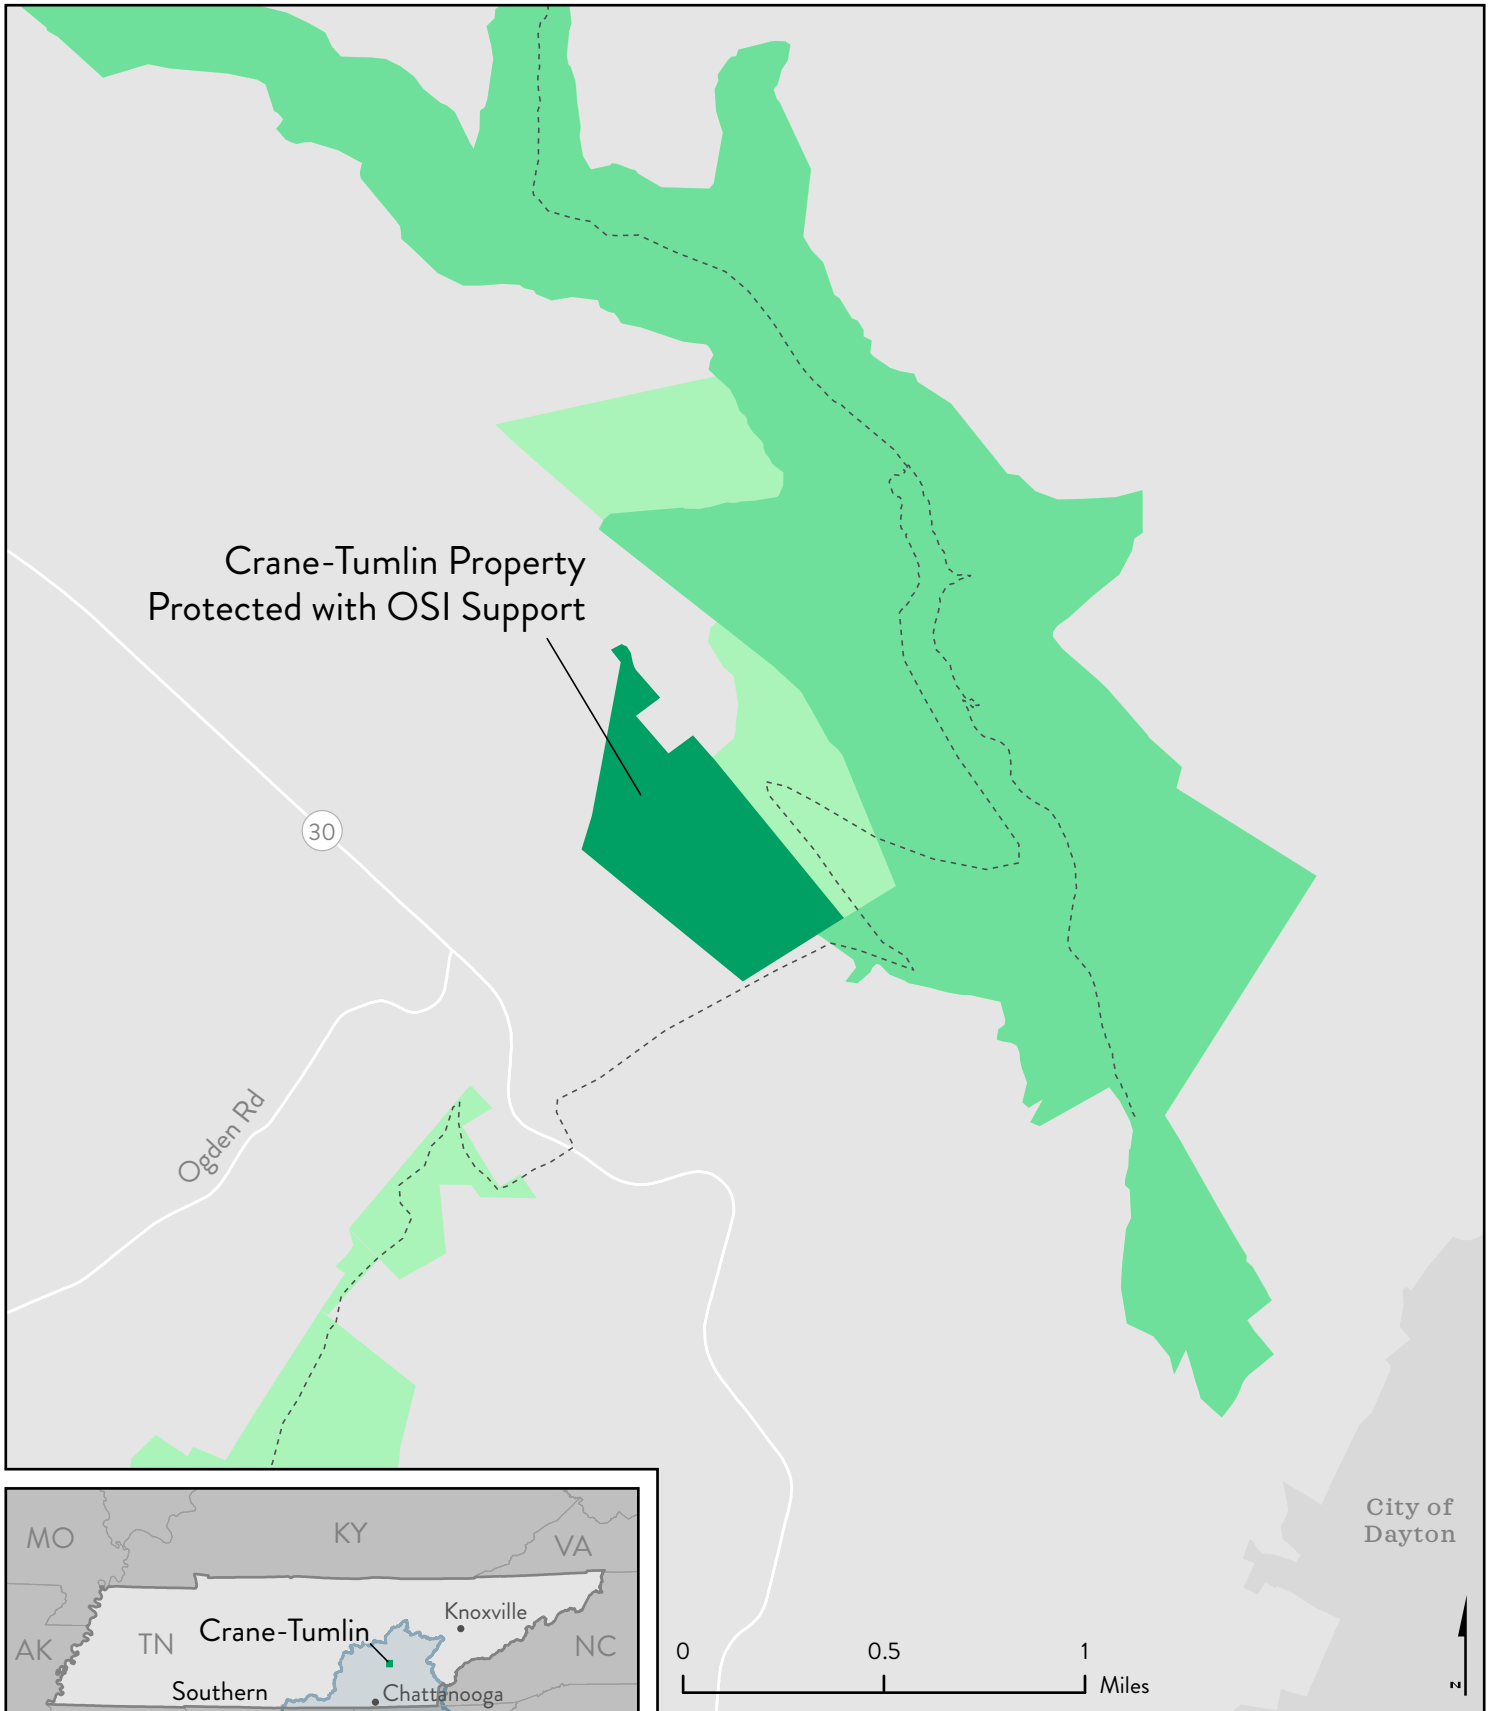 Crane-Tumlin Property
Protected with OSI Support
30
Ogden Rd
City of
Dayton
MO
KY
VA
Knoxville
Crane-Tumlin
TN
AK
NC
Southern
Chattanooga
0 0.5 1
Miles
N